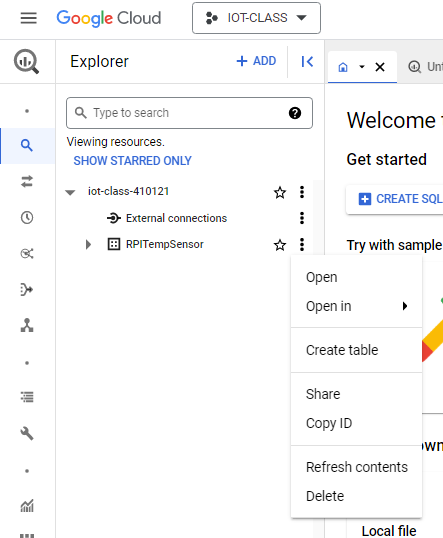 Google Cloud
IOT-CLASS
Explorer
+ ADD
Unt
Type to search
Viewing resources.
SHOW STARRED ONLY
iot-class-410121
External connections
RPITempSensor
Open
Open in
Create table
Share
Copy ID
Refresh contents
Delete
Welcome t
Get started
CREATE SQL
Try with sample
own
Local file